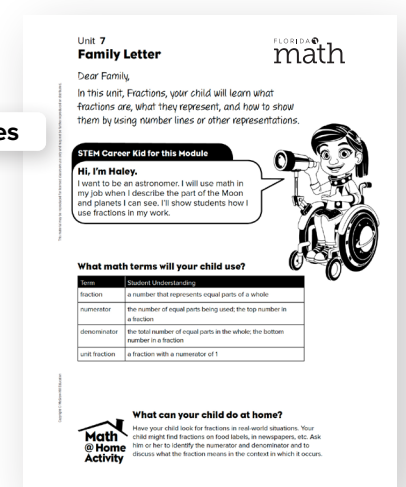 Unit 7
Family Letter
FLORIDA
math
Dear Family,
In this unit, Fractions, your child will learn what
fractions are, what they represent, and how to show
them by using number lines or other representations.
es
STEM Career Kid for this Module
Hi, I'm Haley.
I want to be an astronomer. I will use math in
my job when I describe the part of the Moon
and planets I can see. I'll show students how I
use fractions in my work.
What math terms will your child use?
Term Student Understanding
fraction a number that represents equal parts of a whole
numerator the number of equal parts being used; the top number in
a fraction
denominator the total number of equal parts in the whole; the bottom
number in a fraction
unit fraction a fraction with a numerator of 1
Math
@ Home
Activity
What can your child do at home?
Have your child look for fractions in real-world situations. Your
child might find fractions on food labels, in newspapers, etc. Ask
him or her to identify the numerator and denominator and to
discuss what the fraction means in the context in which it occurs.